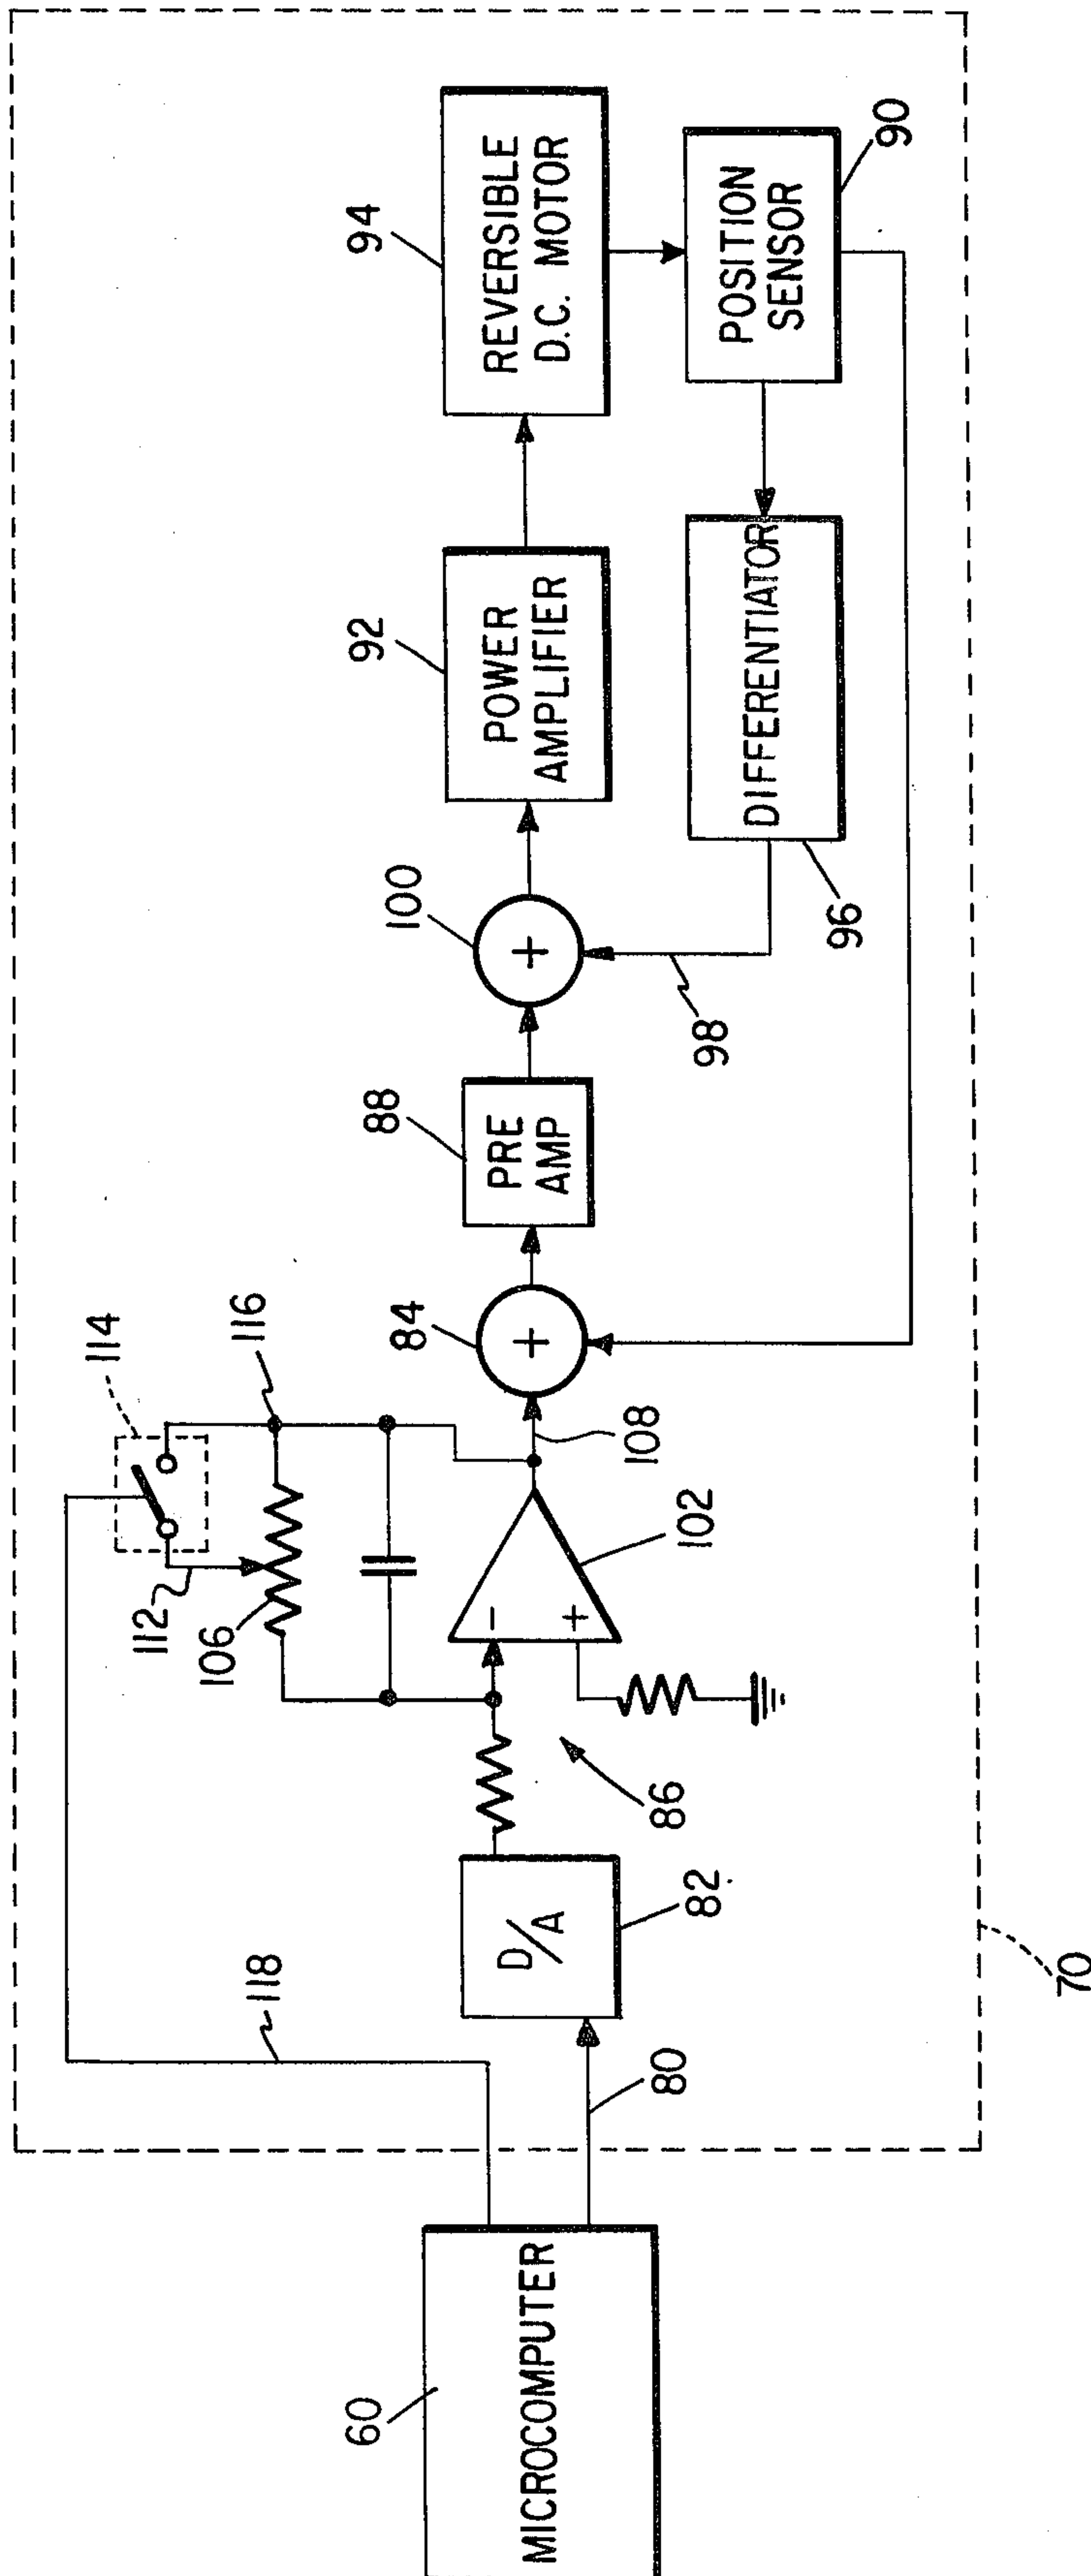 MICROCOMPUTER
60
118
80
D/A
82
86
-
+
102
106
112
114
116
108
84
+
PRE
AMP
88
100
+
98
POWER
AMPLIFIER
92
REVERSIBLE
D.C. MOTOR
94
POSITION
SENSOR
90
DIFFERENTIATOR
96
70